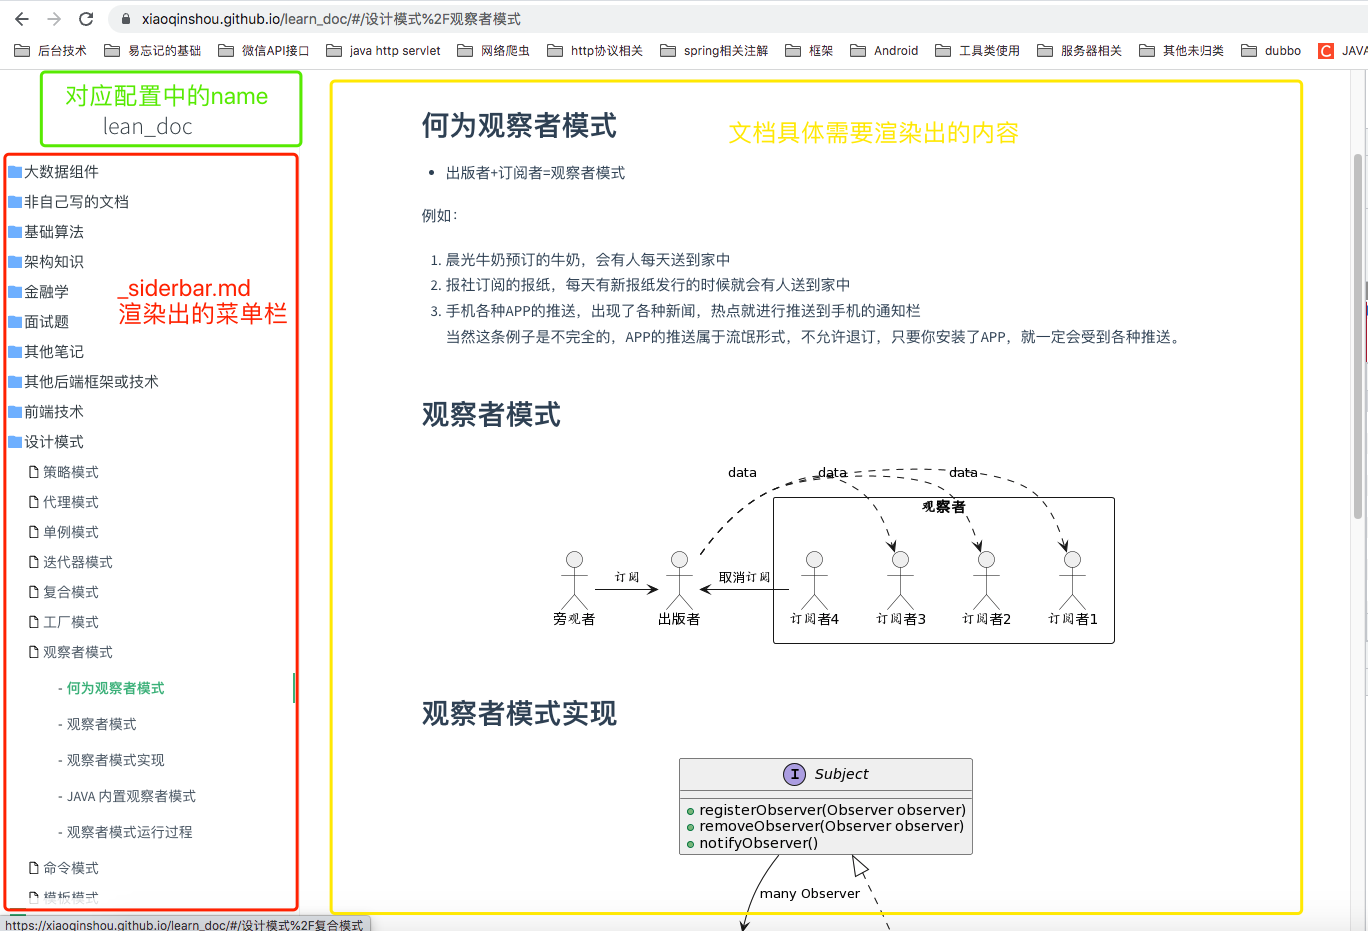 xiaoqinshou.github.io/learn_doc/#/设计模式%2F观察者模式
后台技术 易忘记的基础 微信API接口 java http servlet 网络爬虫 http协议相关 spring相关注解 框架 Android 工具类使用 服务器相关 其他未归类 dubbo C JAVA
对应配置中的name
lean_doc
大数据组件
非自己写的文档
基础算法
架构知识
金融学
面试题
其他笔记
其他后端框架或技术
前端技术
设计模式
策略模式
代理模式
单例模式
迭代器模式
复合模式
工厂模式
观察者模式
- 何为观察者模式
- 观察者模式
- 观察者模式实现
- JAVA 内置观察者模式
- 观察者模式运行过程
命令模式
模板模式
_siderbar.md
渲染出的菜单栏
https://xiaoqinshou.github.io/learn_doc/#/设计模式%2F复合模式
文档具体需要渲染出的内容
何为观察者模式
• 出版者+订阅者=观察者模式
例如：
1. 晨光牛奶预订的牛奶，会有人每天送到家中
2. 报社订阅的报纸，每天有新报纸发行的时候就会有人送到家中
3. 手机各种APP的推送，出现了各种新闻，热点就进行推送到手机的通知栏
当然这条例子是不完全的，APP的推送属于流氓形式，不允许退订，只要你安装了APP，就一定会受到各种推送。
观察者模式
data data data
观察者
订阅 取消订阅
旁观者 出版者 订阅者4 订阅者3 订阅者2 订阅者1
观察者模式实现
I Subject
registerObserver(Observer observer)
removeObserver(Observer observer)
notifyObserver()
many Observer